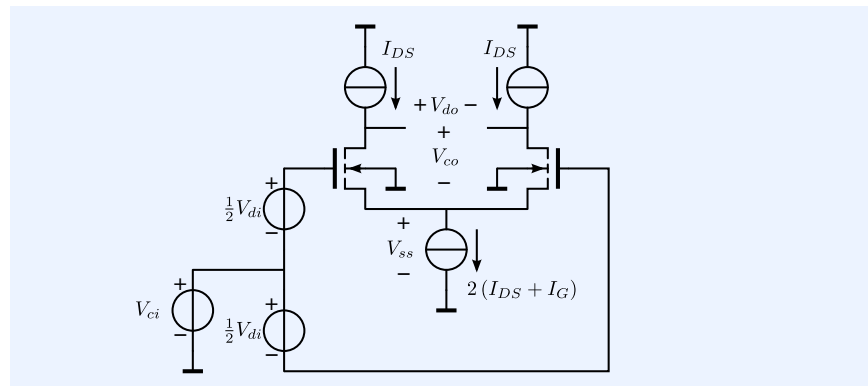 I_{DS} I_{DS}
+ V_{do} −
+
V_{co}
−
+
½V_{di}
−
+
V_{ss}
−
2 (I_{DS} + I_G)
+
V_{ci}
−
+
½V_{di}
−